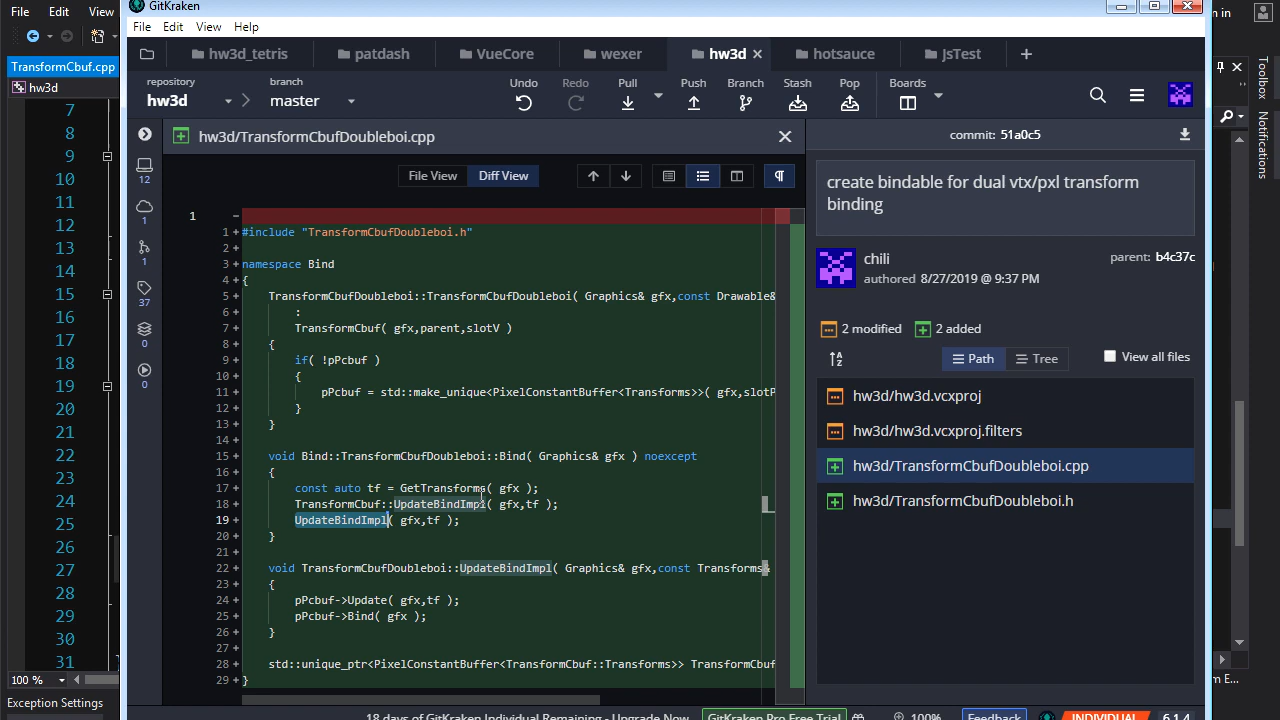 File Edit View
TransformCbuf.cpp
hw3d
7
8
9
10
11
12
13
14
15
16
17
18
19
20
21
22
23
24
25
26
27
28
29
30
31
100 %
Exception Settings
GitKraken
File Edit View Help
hw3d_tetris patdash VueCore wexer hw3d hotsauce JsTest
repository branch
hw3d master
Undo Redo Pull Push Branch Stash Pop Boards
hw3d/TransformCbufDoubleboi.cpp
12
1
1
37
0
0
File View Diff View
1 -
1 + #include "TransformCbufDoubleboi.h"
2 +
3 + namespace Bind
4 + {
5 + TransformCbufDoubleboi::TransformCbufDoubleboi( Graphics& gfx,const Drawable&
6 + :
7 + TransformCbuf( gfx,parent,slotV )
8 + {
9 + if( !pPcbuf )
10 + {
11 + pPcbuf = std::make_unique<PixelConstantBuffer<Transforms>>( gfx,slotP
12 + }
13 + }
14 +
15 + void Bind::TransformCbufDoubleboi::Bind( Graphics& gfx ) noexcept
16 + {
17 + const auto tf = GetTransforms( gfx );
18 + TransformCbuf::UpdateBindImpl( gfx,tf );
19 + UpdateBindImpl( gfx,tf );
20 + }
21 +
22 + void TransformCbufDoubleboi::UpdateBindImpl( Graphics& gfx,const Transforms&
23 + {
24 + pPcbuf->Update( gfx,tf );
25 + pPcbuf->Bind( gfx );
26 + }
27 +
28 + std::unique_ptr<PixelConstantBuffer<TransformCbuf::Transforms>> TransformCbuf
29 + }
commit: 51a0c5
create bindable for dual vtx/pxl transform
binding
chili parent: b4c37c
authored 8/27/2019 @ 9:37 PM
2 modified 2 added
Path Tree View all files
hw3d/hw3d.vcxproj
hw3d/hw3d.vcxproj.filters
hw3d/TransformCbufDoubleboi.cpp
hw3d/TransformCbufDoubleboi.h
18 days of GitKraken Individual Remaining - Upgrade Now GitKraken Pro Free Trial 100% Feedback INDIVIDUAL 6.1.4
n in
Toolbox
Notifications
m E...